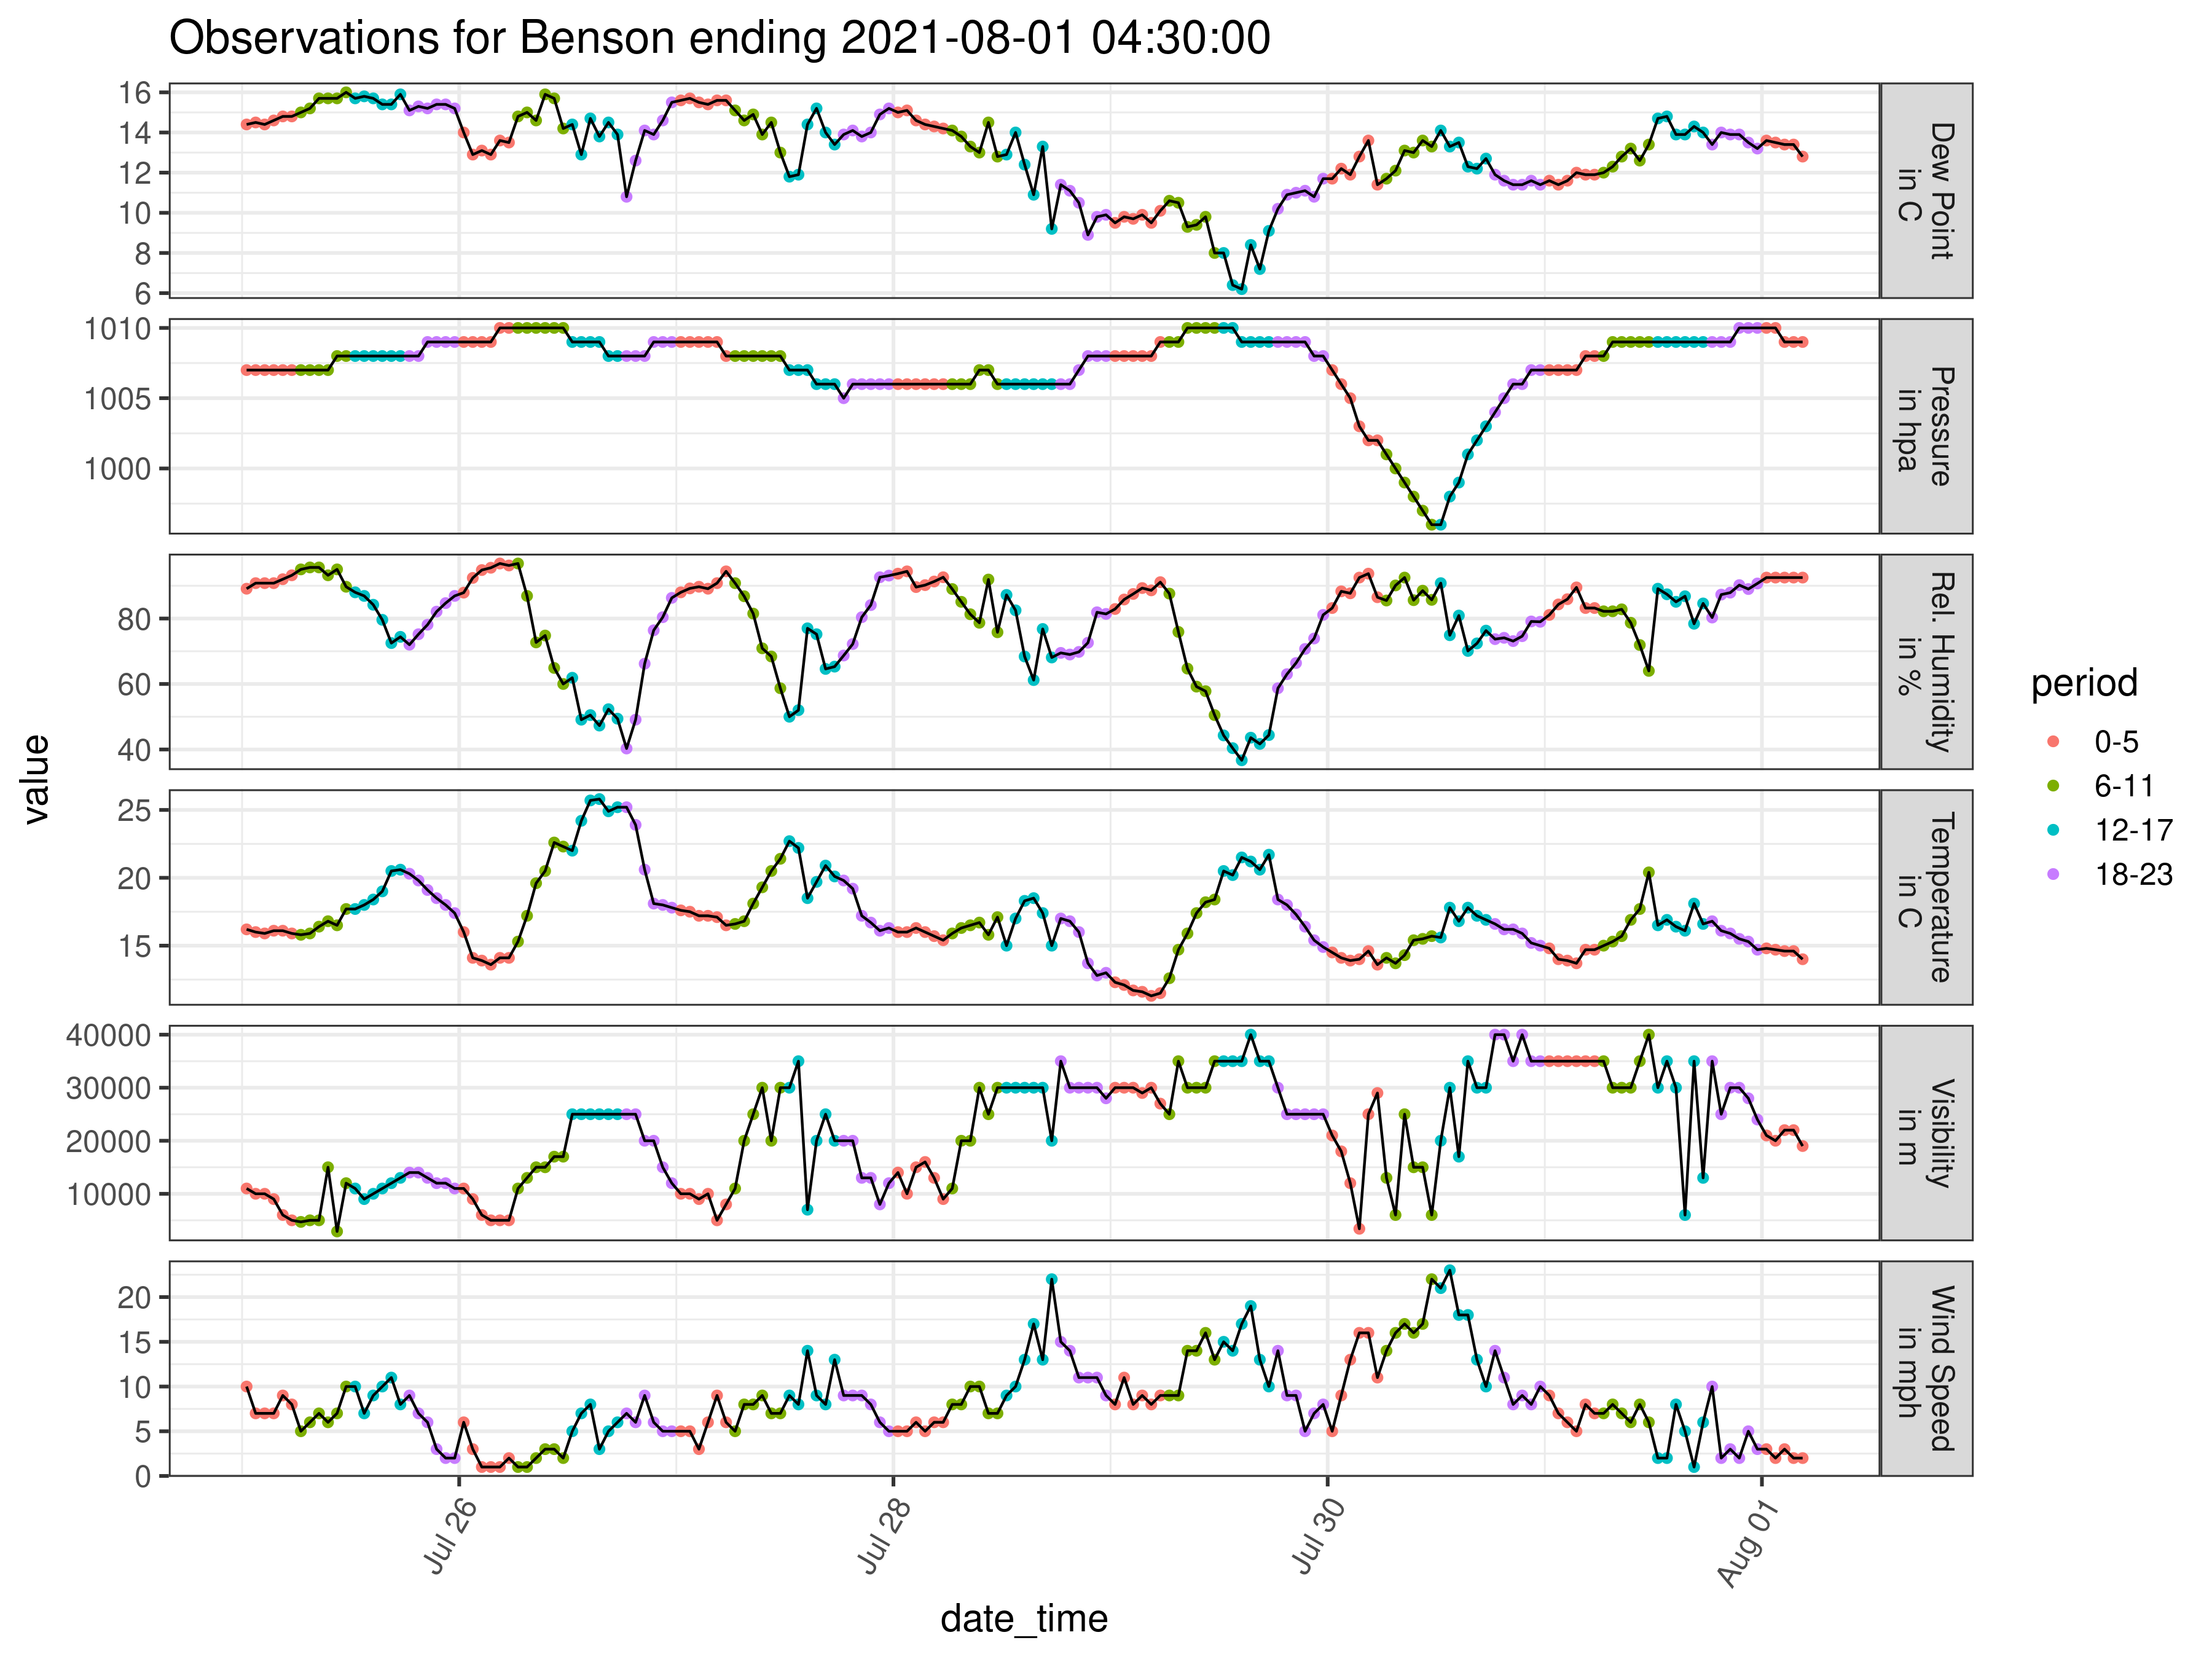 Observations for Benson ending 2021-08-01 04:30:00
16
14
12
10
8
6
Dew Point
in C
1010
1005
1000
Pressure
in hpa
80
60
40
Rel. Humidity
in %
25
20
15
Temperature
in C
40000
30000
20000
10000
Visibility
in m
20
15
10
5
0
Wind Speed
in mph
value
Jul 26
Jul 28
Jul 30
Aug 01
date_time
period
0-5
6-11
12-17
18-23